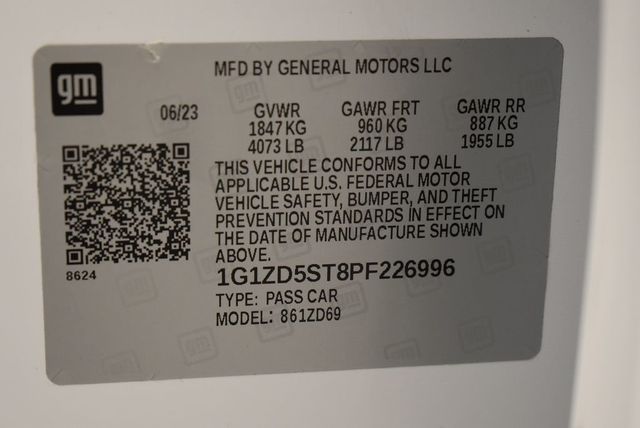 gm
MFD BY GENERAL MOTORS LLC
06/23 GVWR GAWR FRT GAWR RR
1847 KG 960 KG 887 KG
4073 LB 2117 LB 1955 LB
THIS VEHICLE CONFORMS TO ALL
APPLICABLE U.S. FEDERAL MOTOR
VEHICLE SAFETY, BUMPER, AND THEFT
PREVENTION STANDARDS IN EFFECT ON
THE DATE OF MANUFACTURE SHOWN
ABOVE.
8624
1G1ZD5ST8PF226996
TYPE: PASS CAR
MODEL: 861ZD69